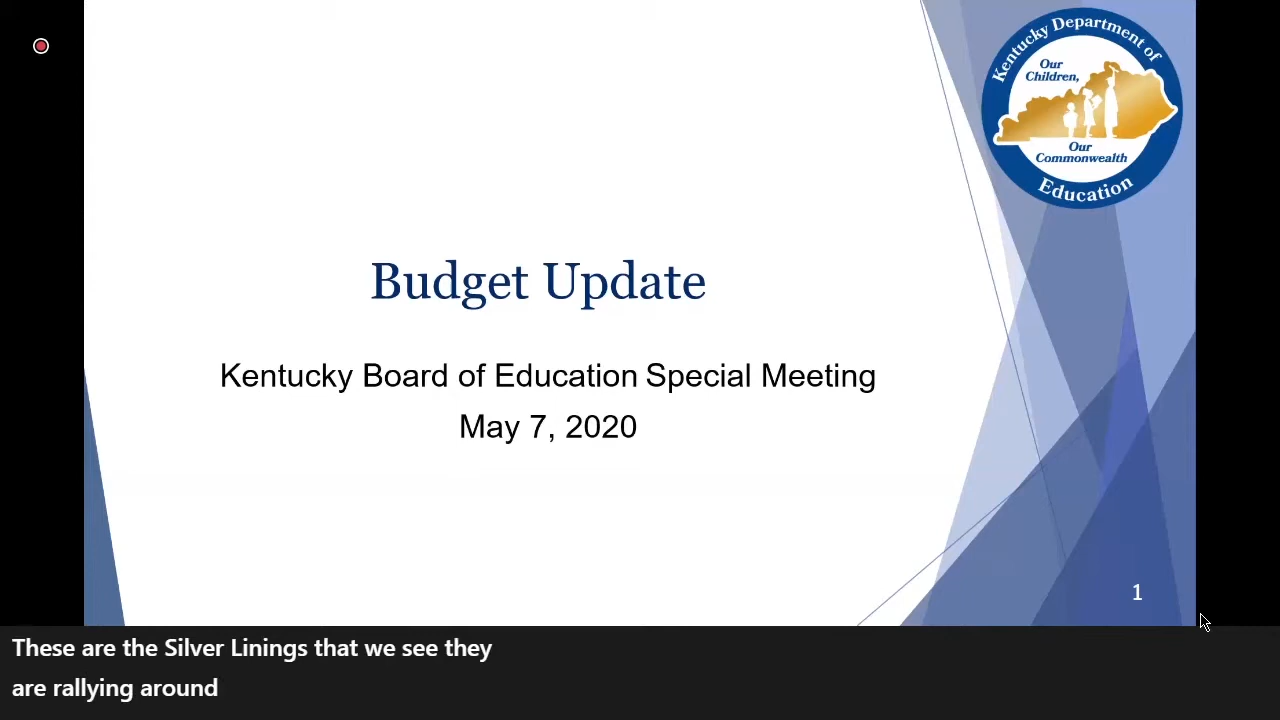 Kentucky Department of
Our
Children,
Our
Commonwealth
Education
Budget Update
Kentucky Board of Education Special Meeting
May 7, 2020
1
These are the Silver Linings that we see they
are rallying around